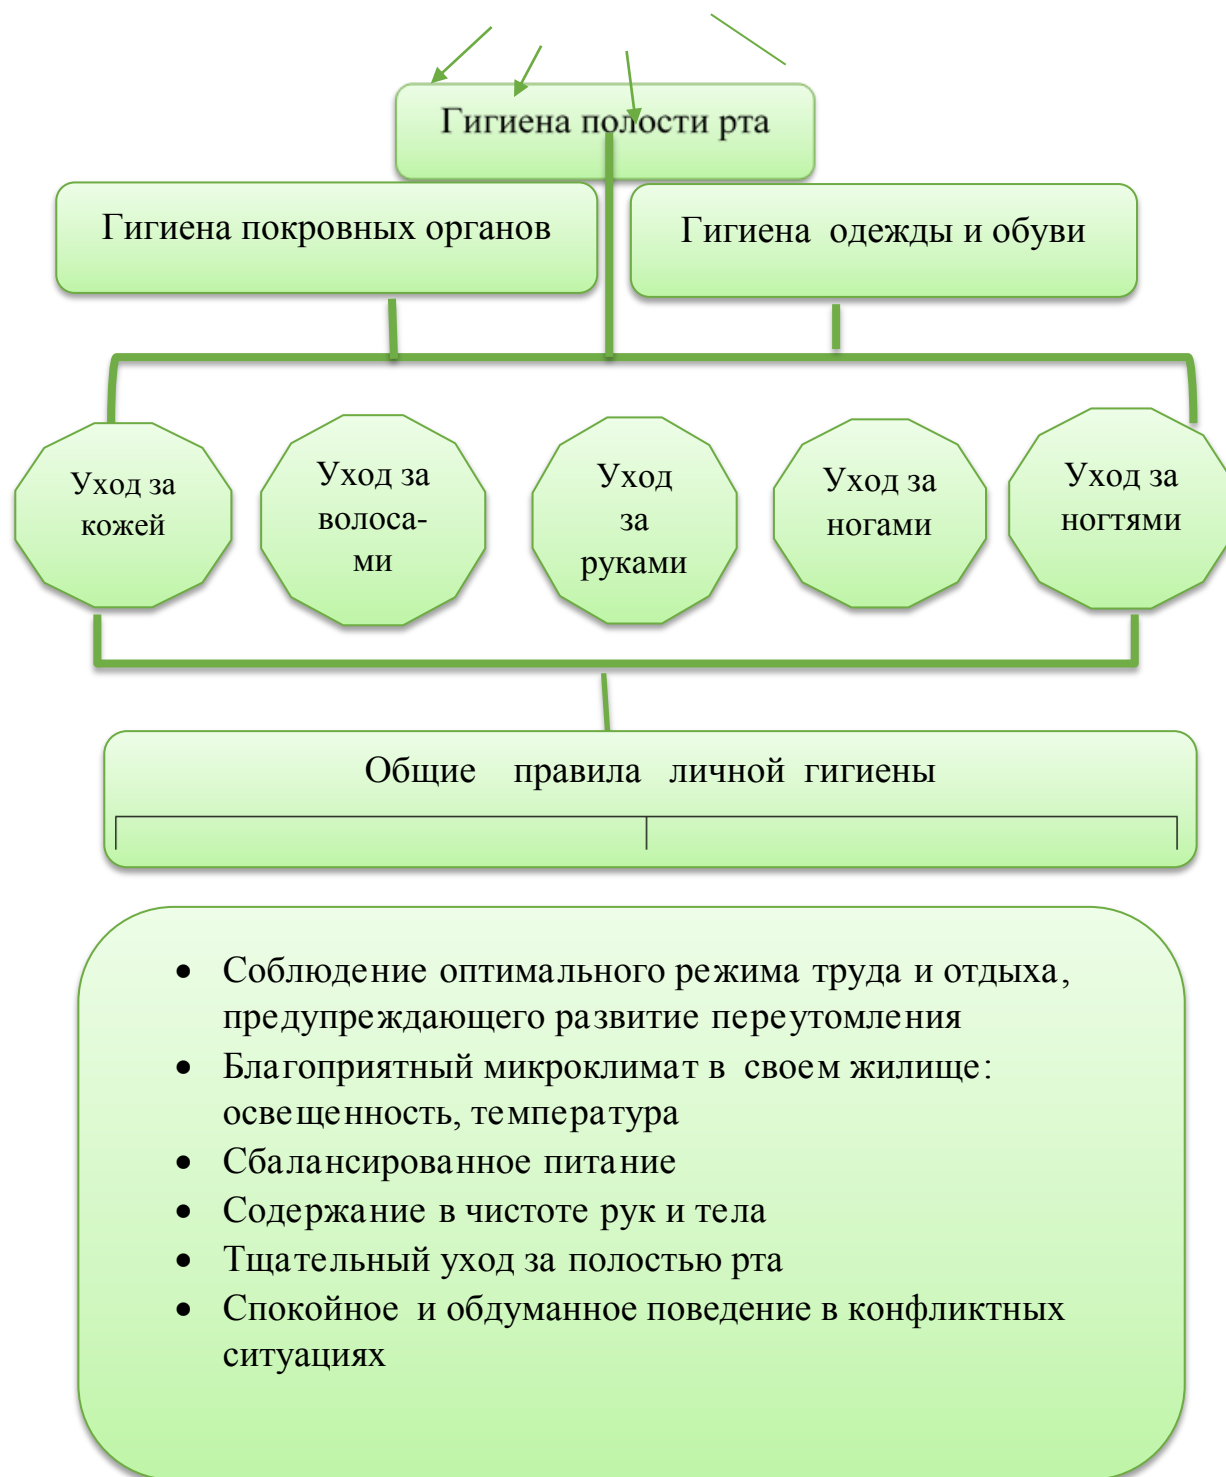 Гигиена полости рта
Гигиена покровных органов
Гигиена одежды и обуви
Уход за
кожей
Уход за
волоса-
ми
Уход
за
руками
Уход за
ногами
Уход за
ногтями
Общие правила личной гигиены
• Соблюдение оптимального режима труда и отдыха,
предупреждающего развитие переутомления
• Благоприятный микроклимат в своем жилище:
освещенность, температура
• Сбалансированное питание
• Содержание в чистоте рук и тела
• Тщательный уход за полостью рта
• Спокойное и обдуманное поведение в конфликтных
ситуациях